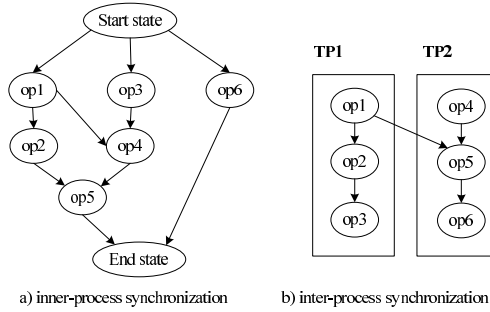 Start state
op1
op3
op6
op2
op4
op5
End state
a) inner-process synchronization
TP1
TP2
op1
op4
op2
op5
op3
op6
b) inter-process synchronization